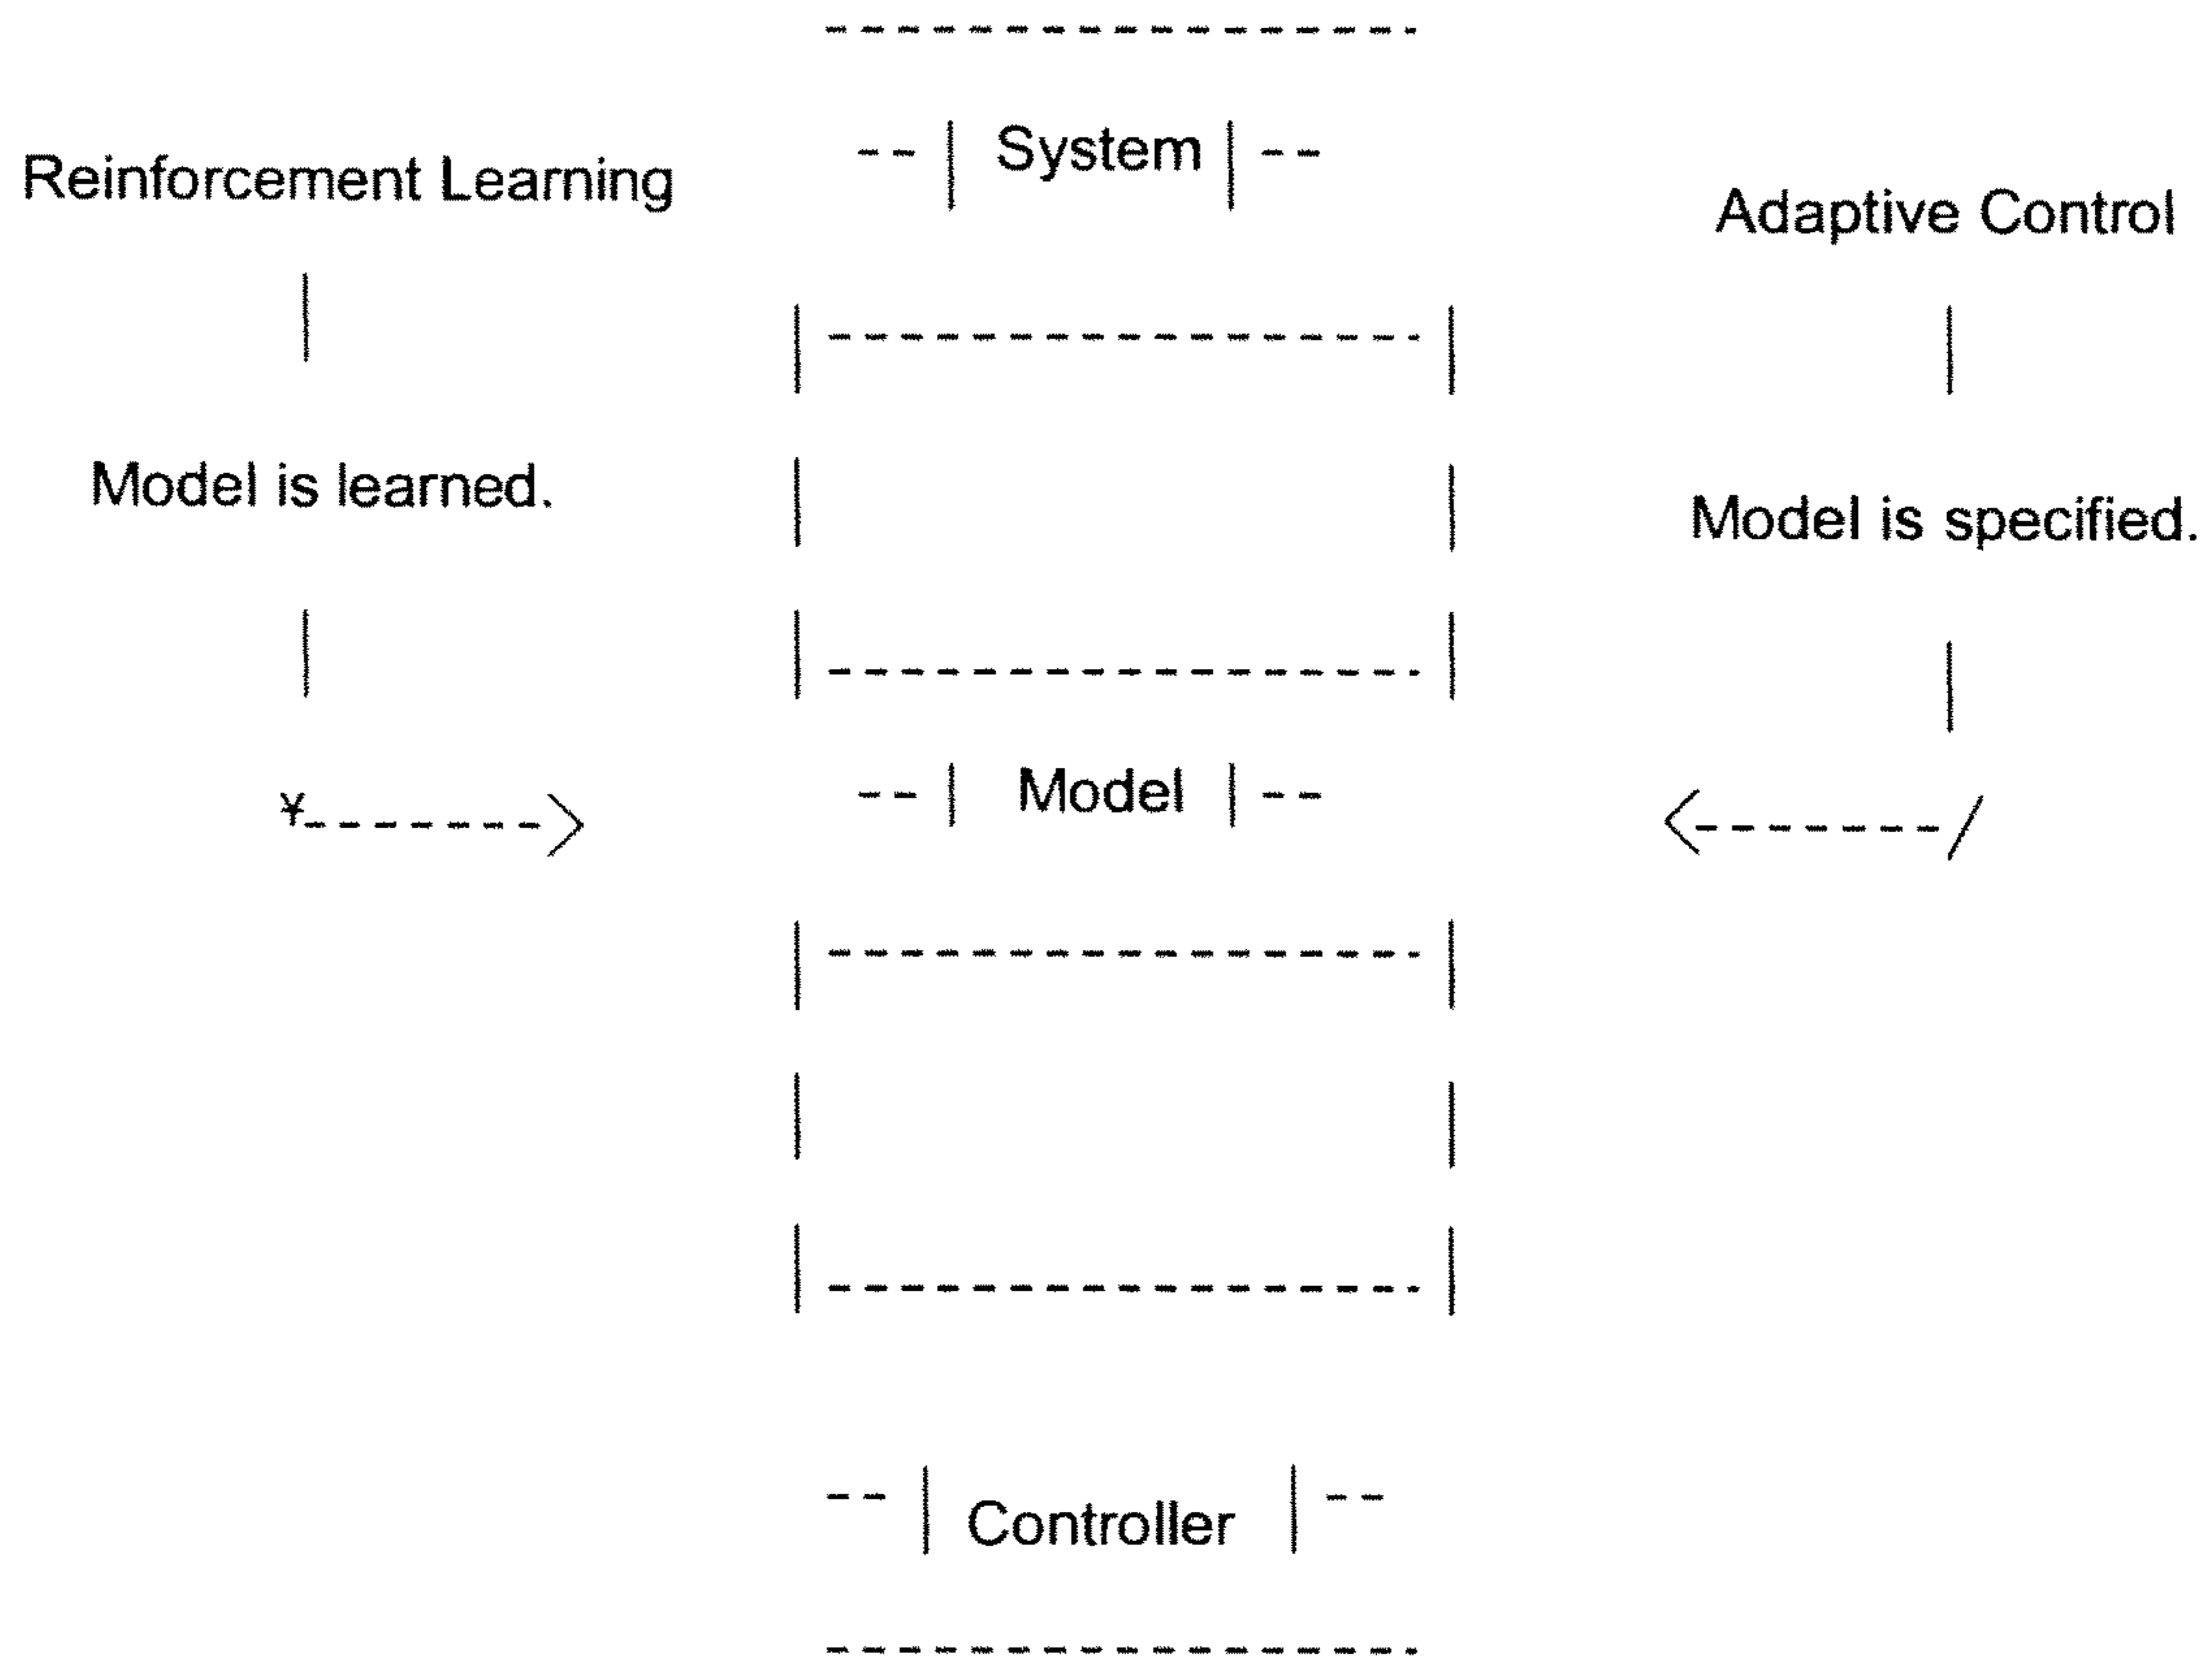 System
Reinforcement Learning
Adaptive Control
Model is learned.
Model is specified.
Model
¥
Controller